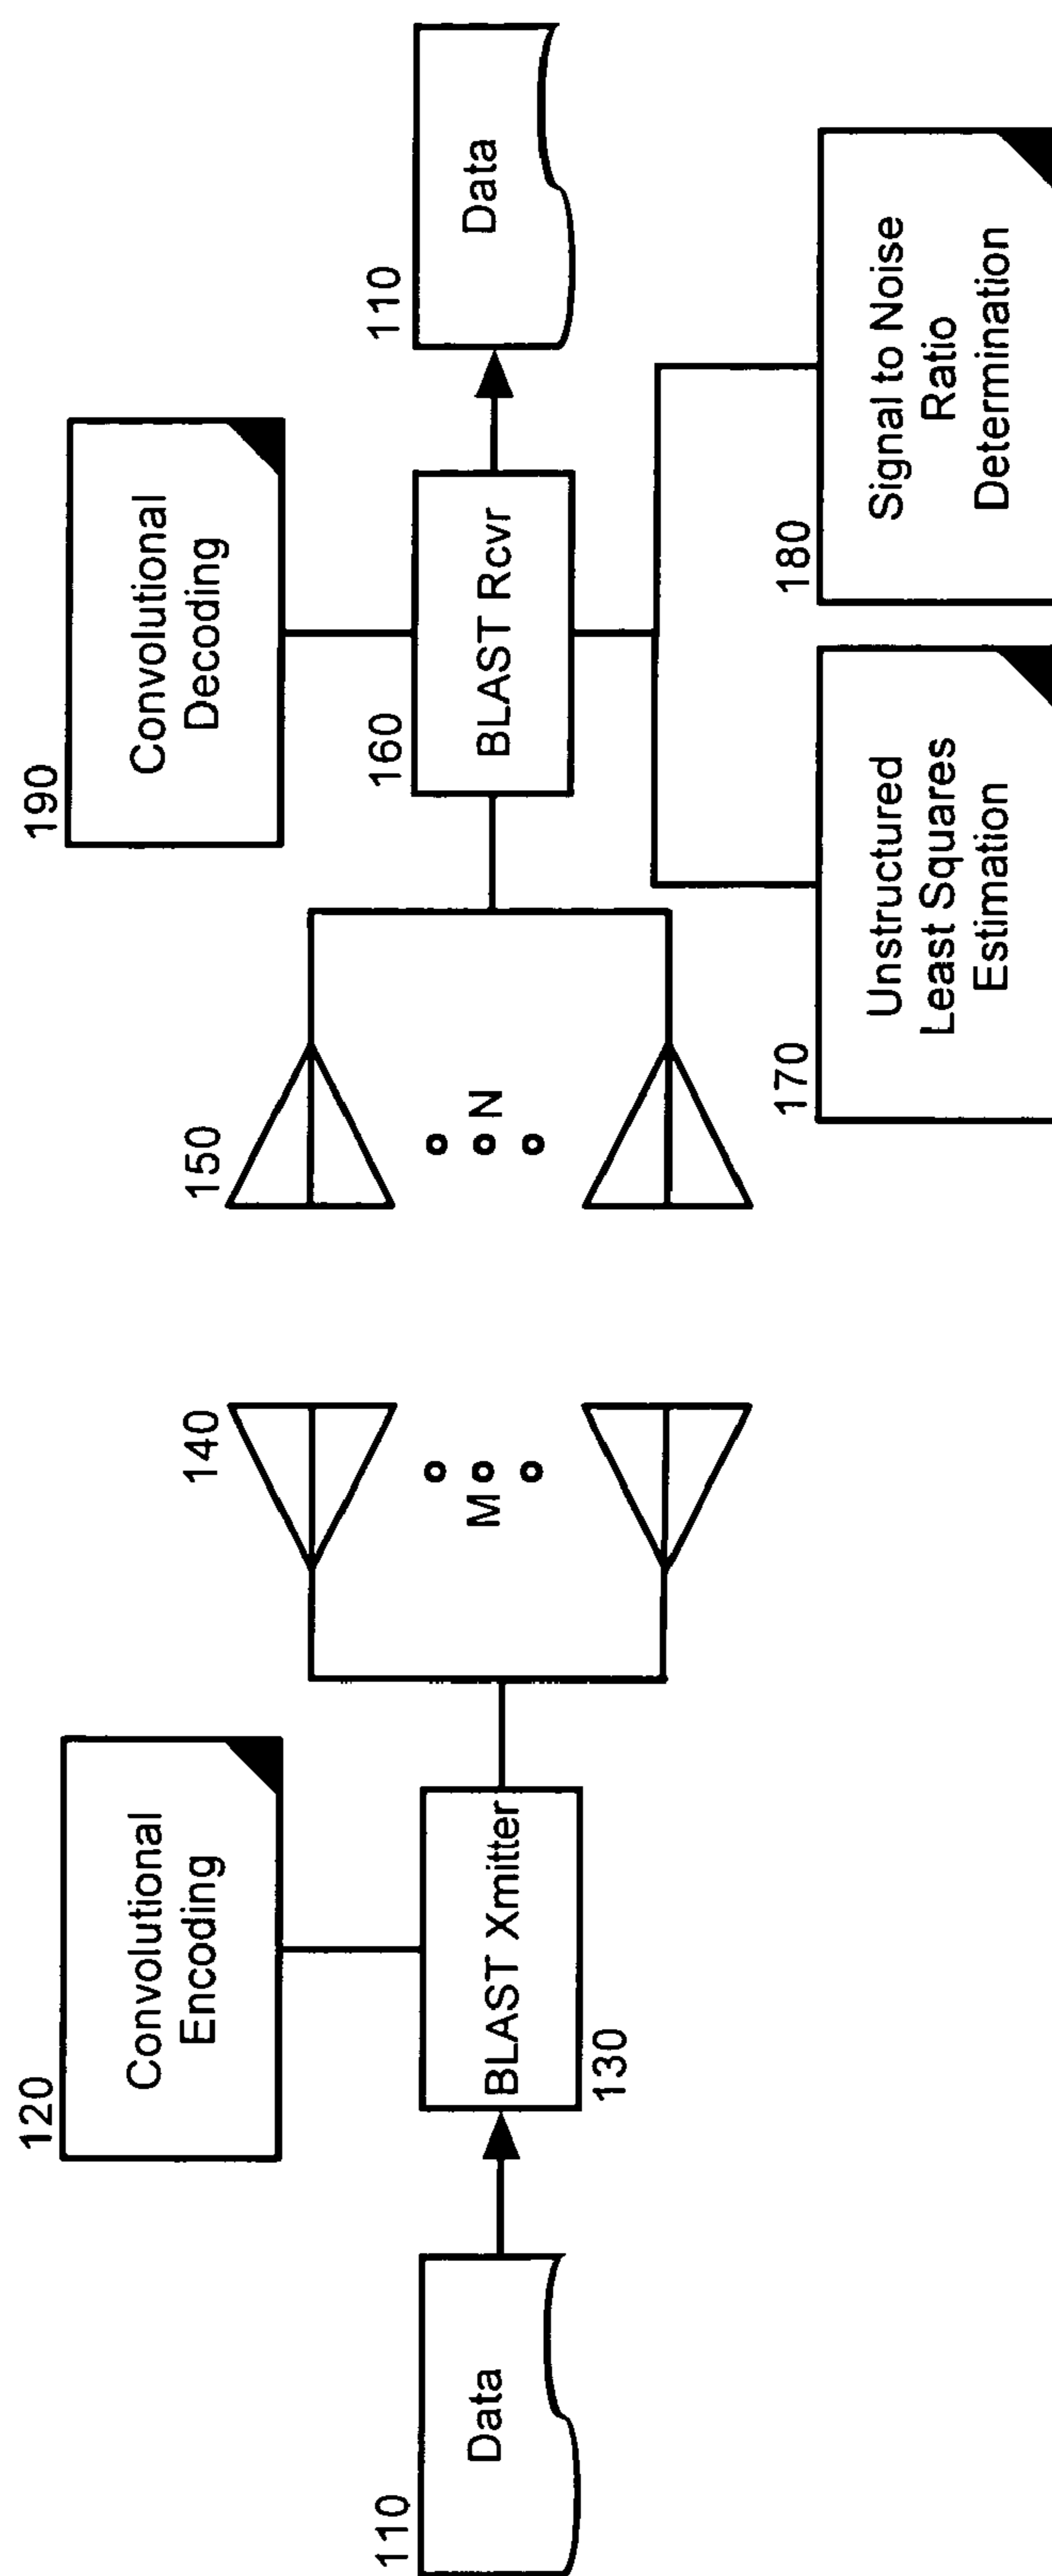 120
Convolutional
Encoding
110
Data
BLAST Xmitter
130
140
M
150
N
190
Convolutional
Decoding
160
BLAST Rcvr
110
Data
170
Unstructured
Least Squares
Estimation
180
Signal to Noise
Ratio
Determination